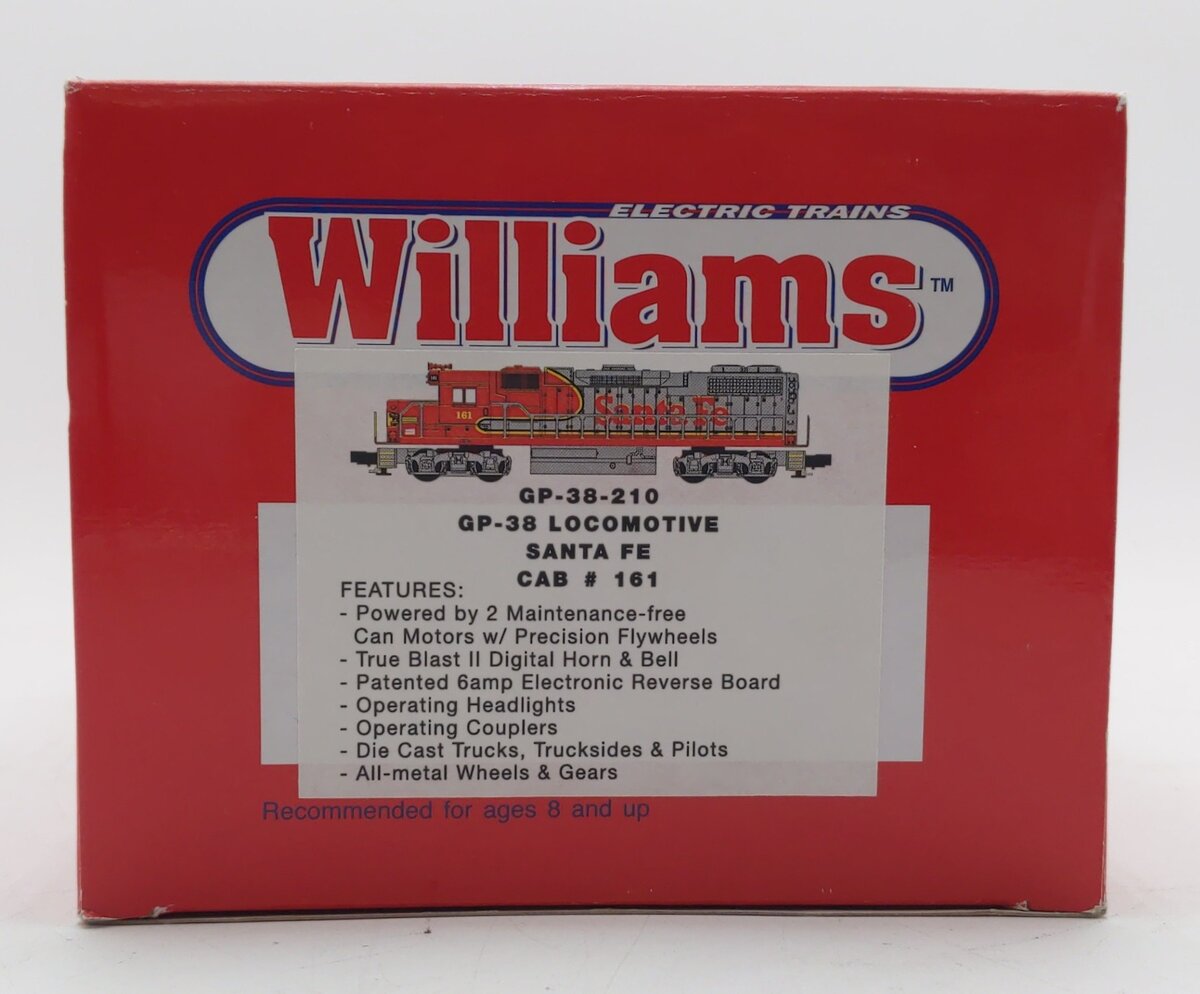 ELECTRIC TRAINS
Williams™
161
Santa Fe
GP-38-210
GP-38 LOCOMOTIVE
SANTA FE
CAB # 161
FEATURES:
- Powered by 2 Maintenance-free
Can Motors w/ Precision Flywheels
- True Blast II Digital Horn & Bell
- Patented 6amp Electronic Reverse Board
- Operating Headlights
- Operating Couplers
- Die Cast Trucks, Trucksides & Pilots
- All-metal Wheels & Gears
Recommended for ages 8 and up